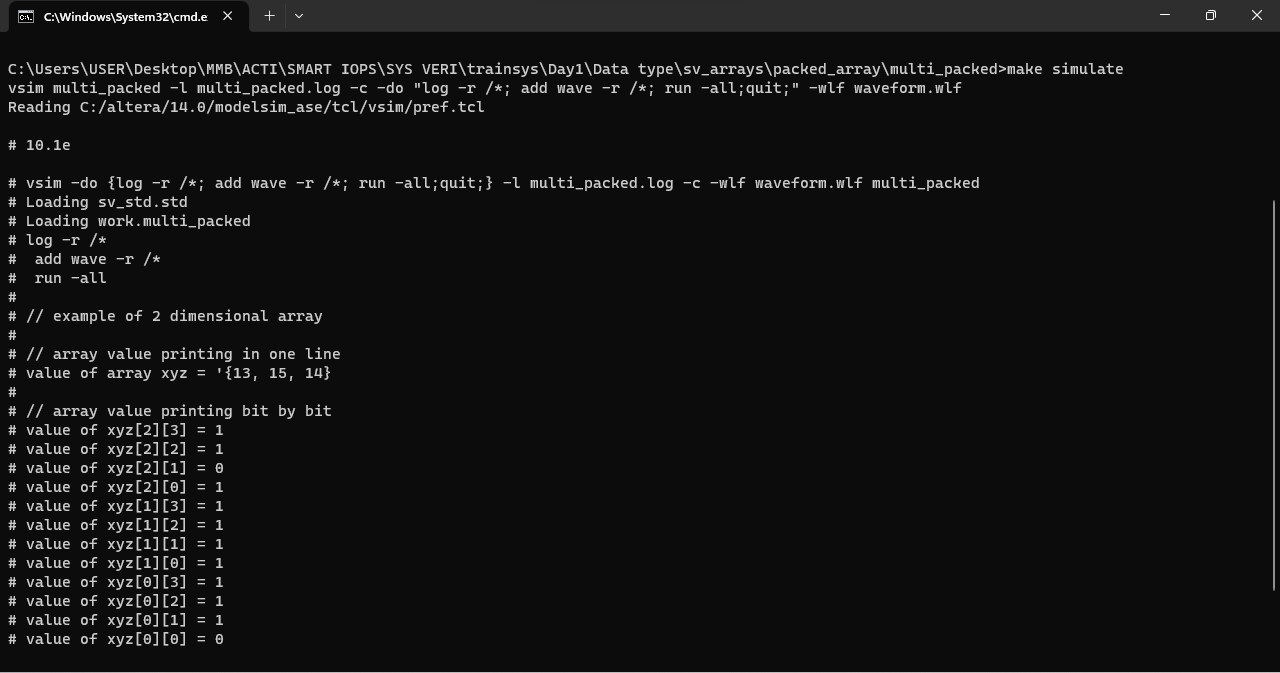 C:\Windows\System32\cmd.e
C:\Users\USER\Desktop\MMB\ACTI\SMART IOPS\SYS VERI\trainsys\Day1\Data type\sv_arrays\packed_array\multi_packed>make simulate
vsim multi_packed -l multi_packed.log -c -do "log -r /*; add wave -r /*; run -all;quit;" -wlf waveform.wlf
Reading C:/altera/14.0/modelsim_ase/tcl/vsim/pref.tcl
# 10.1e
# vsim -do {log -r /*; add wave -r /*; run -all;quit;} -l multi_packed.log -c -wlf waveform.wlf multi_packed
# Loading sv_std.std
# Loading work.multi_packed
# log -r /*
#  add wave -r /*
#  run -all
#
# // example of 2 dimensional array
#
# // array value printing in one line
# value of array xyz = '{13, 15, 14}
#
# // array value printing bit by bit
# value of xyz[2][3] = 1
# value of xyz[2][2] = 1
# value of xyz[2][1] = 0
# value of xyz[2][0] = 1
# value of xyz[1][3] = 1
# value of xyz[1][2] = 1
# value of xyz[1][1] = 1
# value of xyz[1][0] = 1
# value of xyz[0][3] = 1
# value of xyz[0][2] = 1
# value of xyz[0][1] = 1
# value of xyz[0][0] = 0